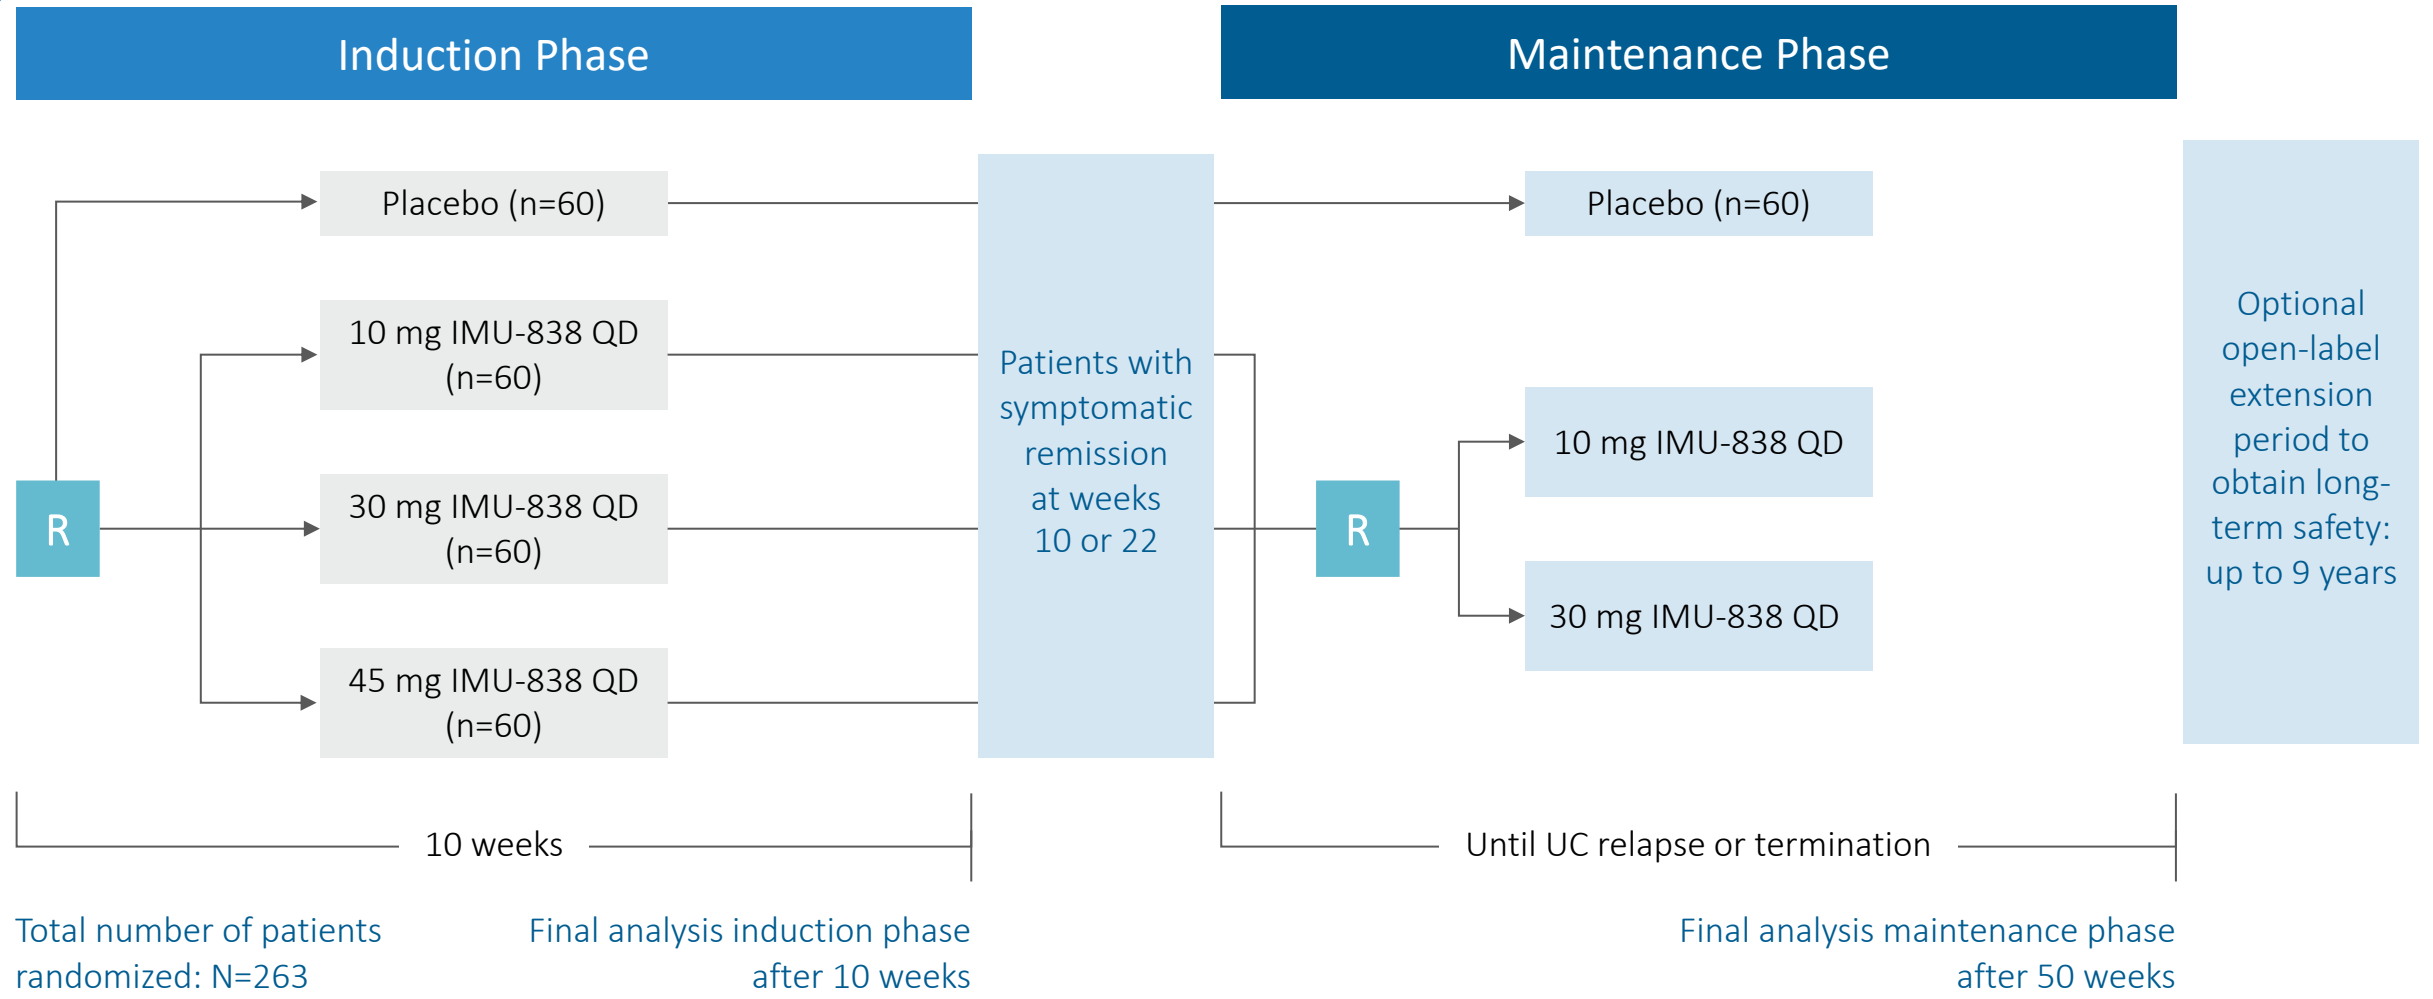 Induction Phase
Maintenance Phase
Placebo (n=60)
10 mg IMU-838 QD
(n=60)
R
30 mg IMU-838 QD
(n=60)
45 mg IMU-838 QD
(n=60)
Patients with
symptomatic
remission
at weeks
10 or 22
Placebo (n=60)
R
10 mg IMU-838 QD
30 mg IMU-838 QD
Optional
open-label
extension
period to
obtain long-
term safety:
up to 9 years
10 weeks
Until UC relapse or termination
Total number of patients
randomized: N=263
Final analysis induction phase
after 10 weeks
Final analysis maintenance phase
after 50 weeks